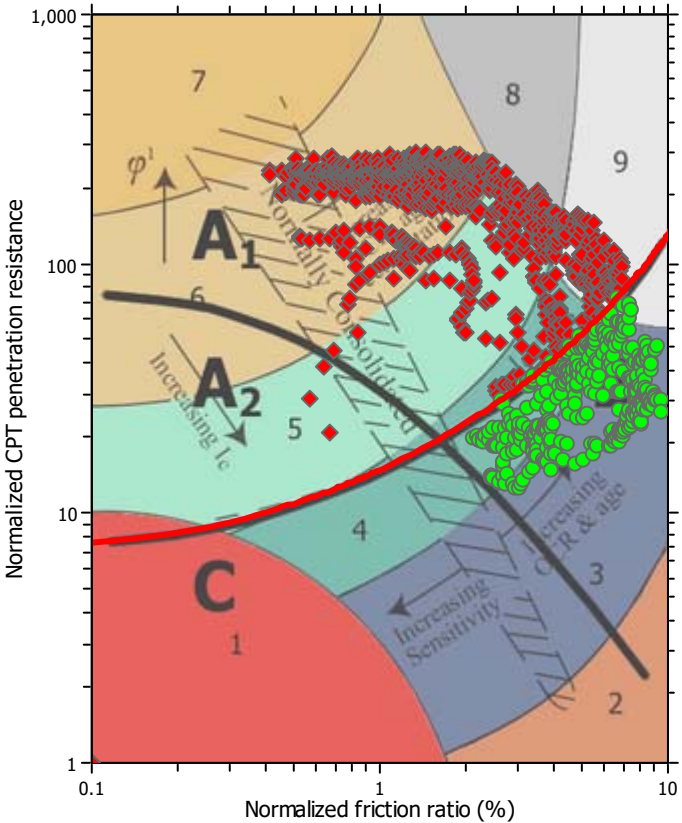 1,000
7
8
9
φ'
Normally Consolidated
A1
100
6
A2
Increasing Ic
5
10
4
Increasing
OCR & age
C
3
Increasing
Sensitivity
1
2
1
0.1
1
10
Normalized CPT penetration resistance
Normalized friction ratio (%)